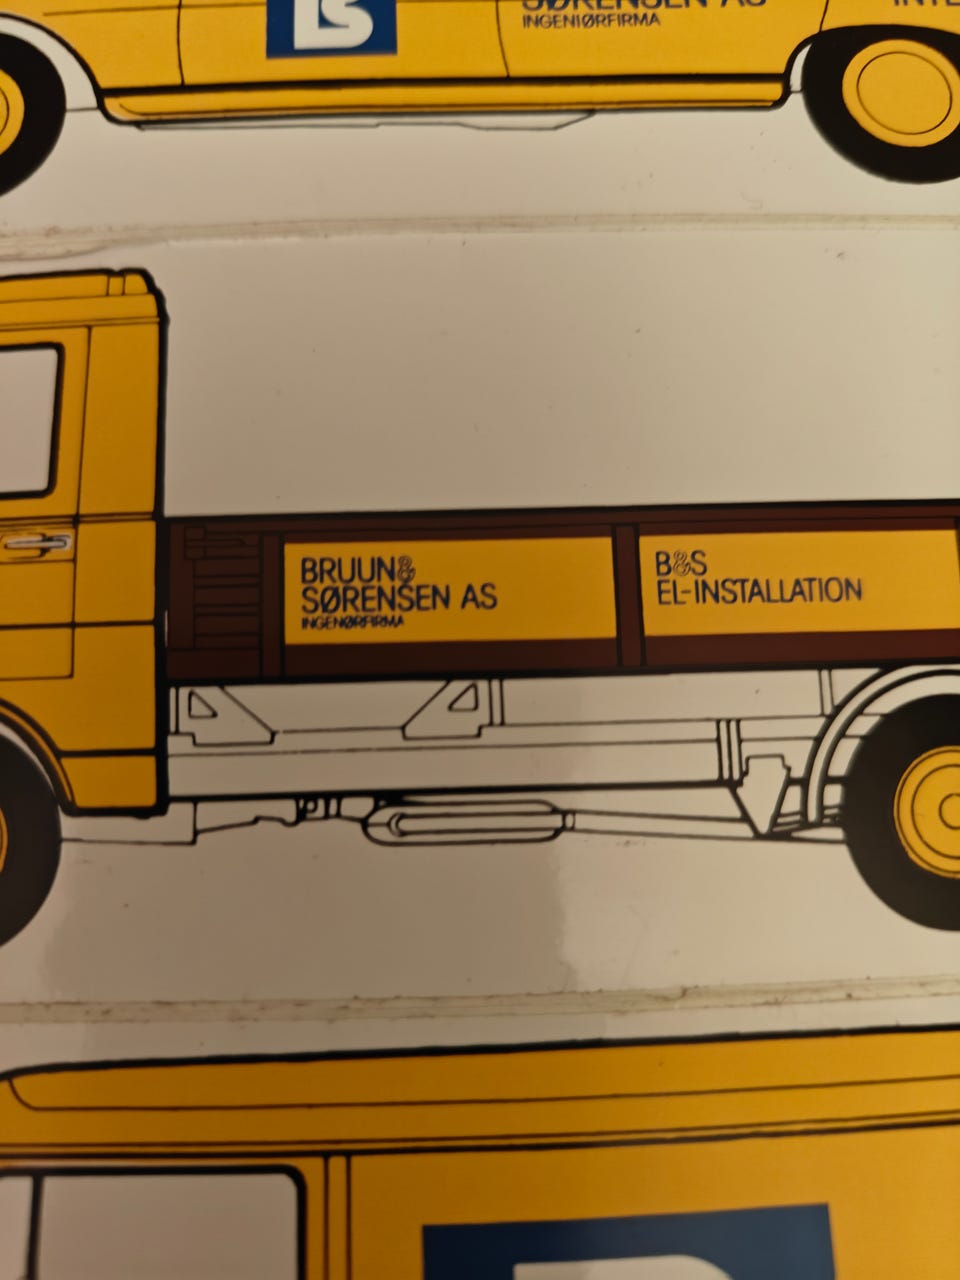 SØRENSEN AS
INGENIØRFIRMA
BRUUN&
SØRENSEN AS
INGENIØRFIRMA
B&S
EL-INSTALLATION